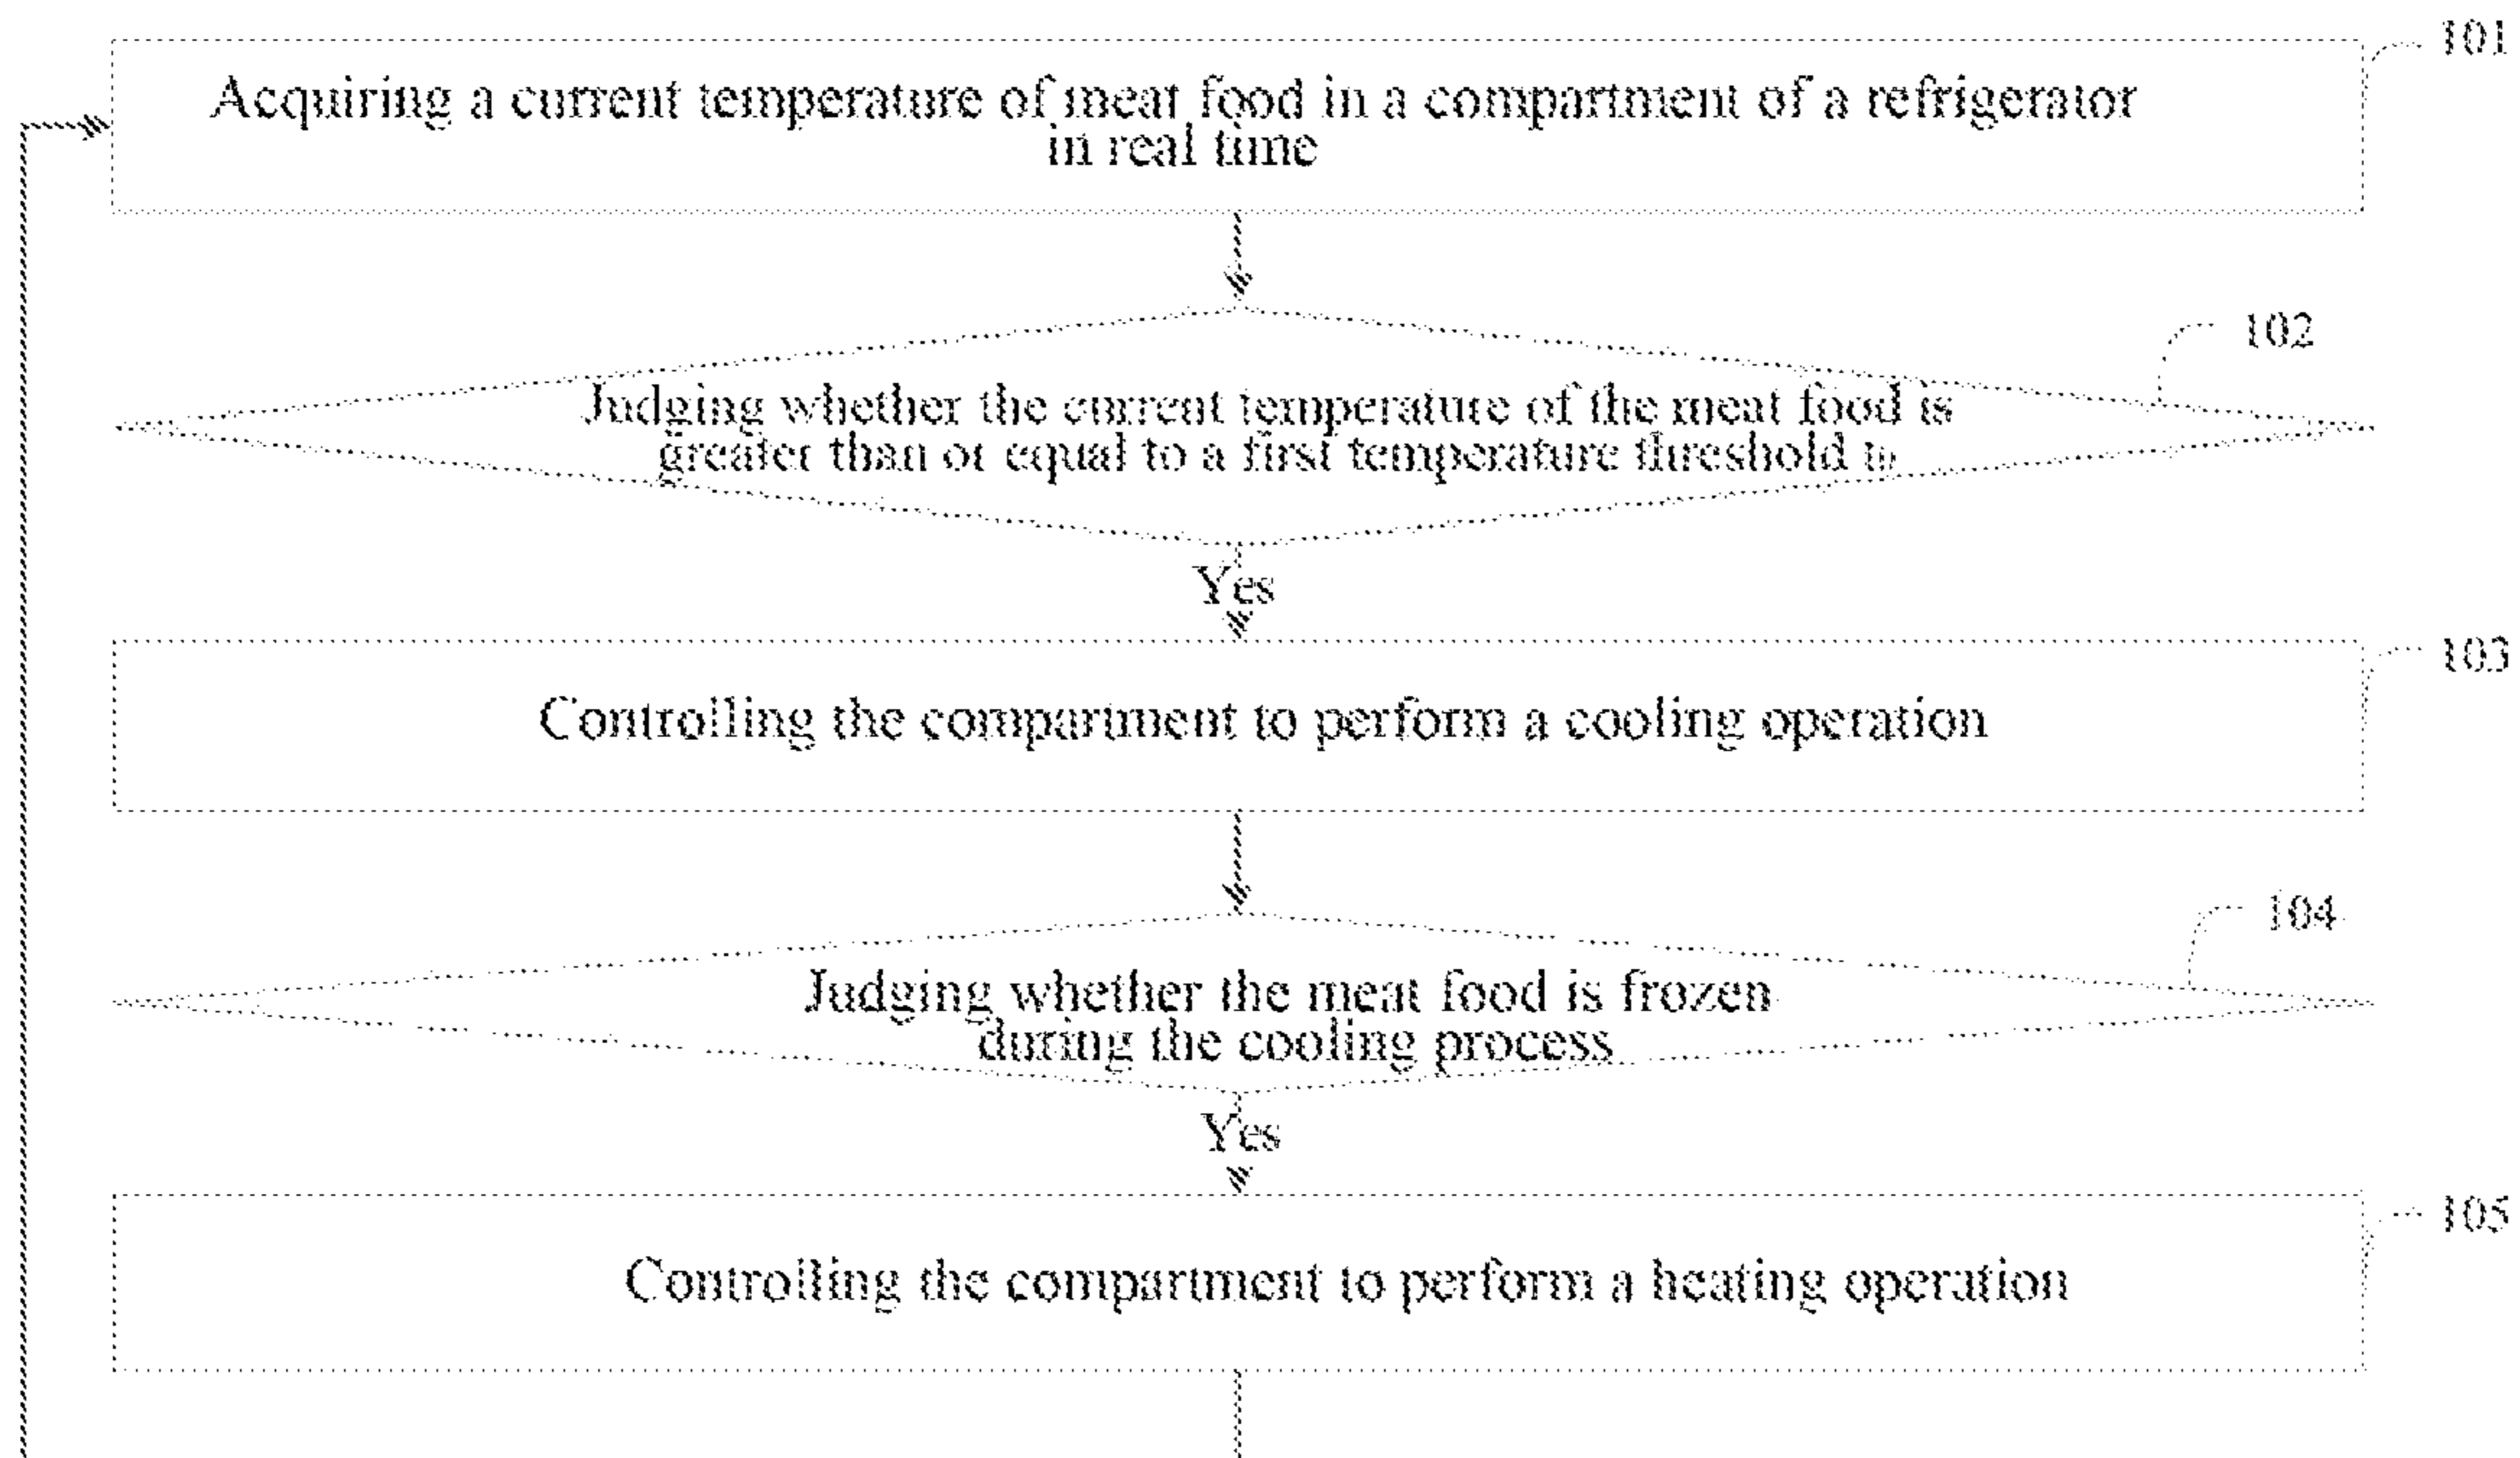 101
Acquiring a current temperature of meat food in a compartment of a refrigerator
in real time
102
Judging whether the current temperature of the meat food is
greater than or equal to a first temperature threshold
Yes
103
Controlling the compartment to perform a cooling operation
104
Judging whether the meat food is frozen
during the cooling process
Yes
105
Controlling the compartment to perform a heating operation